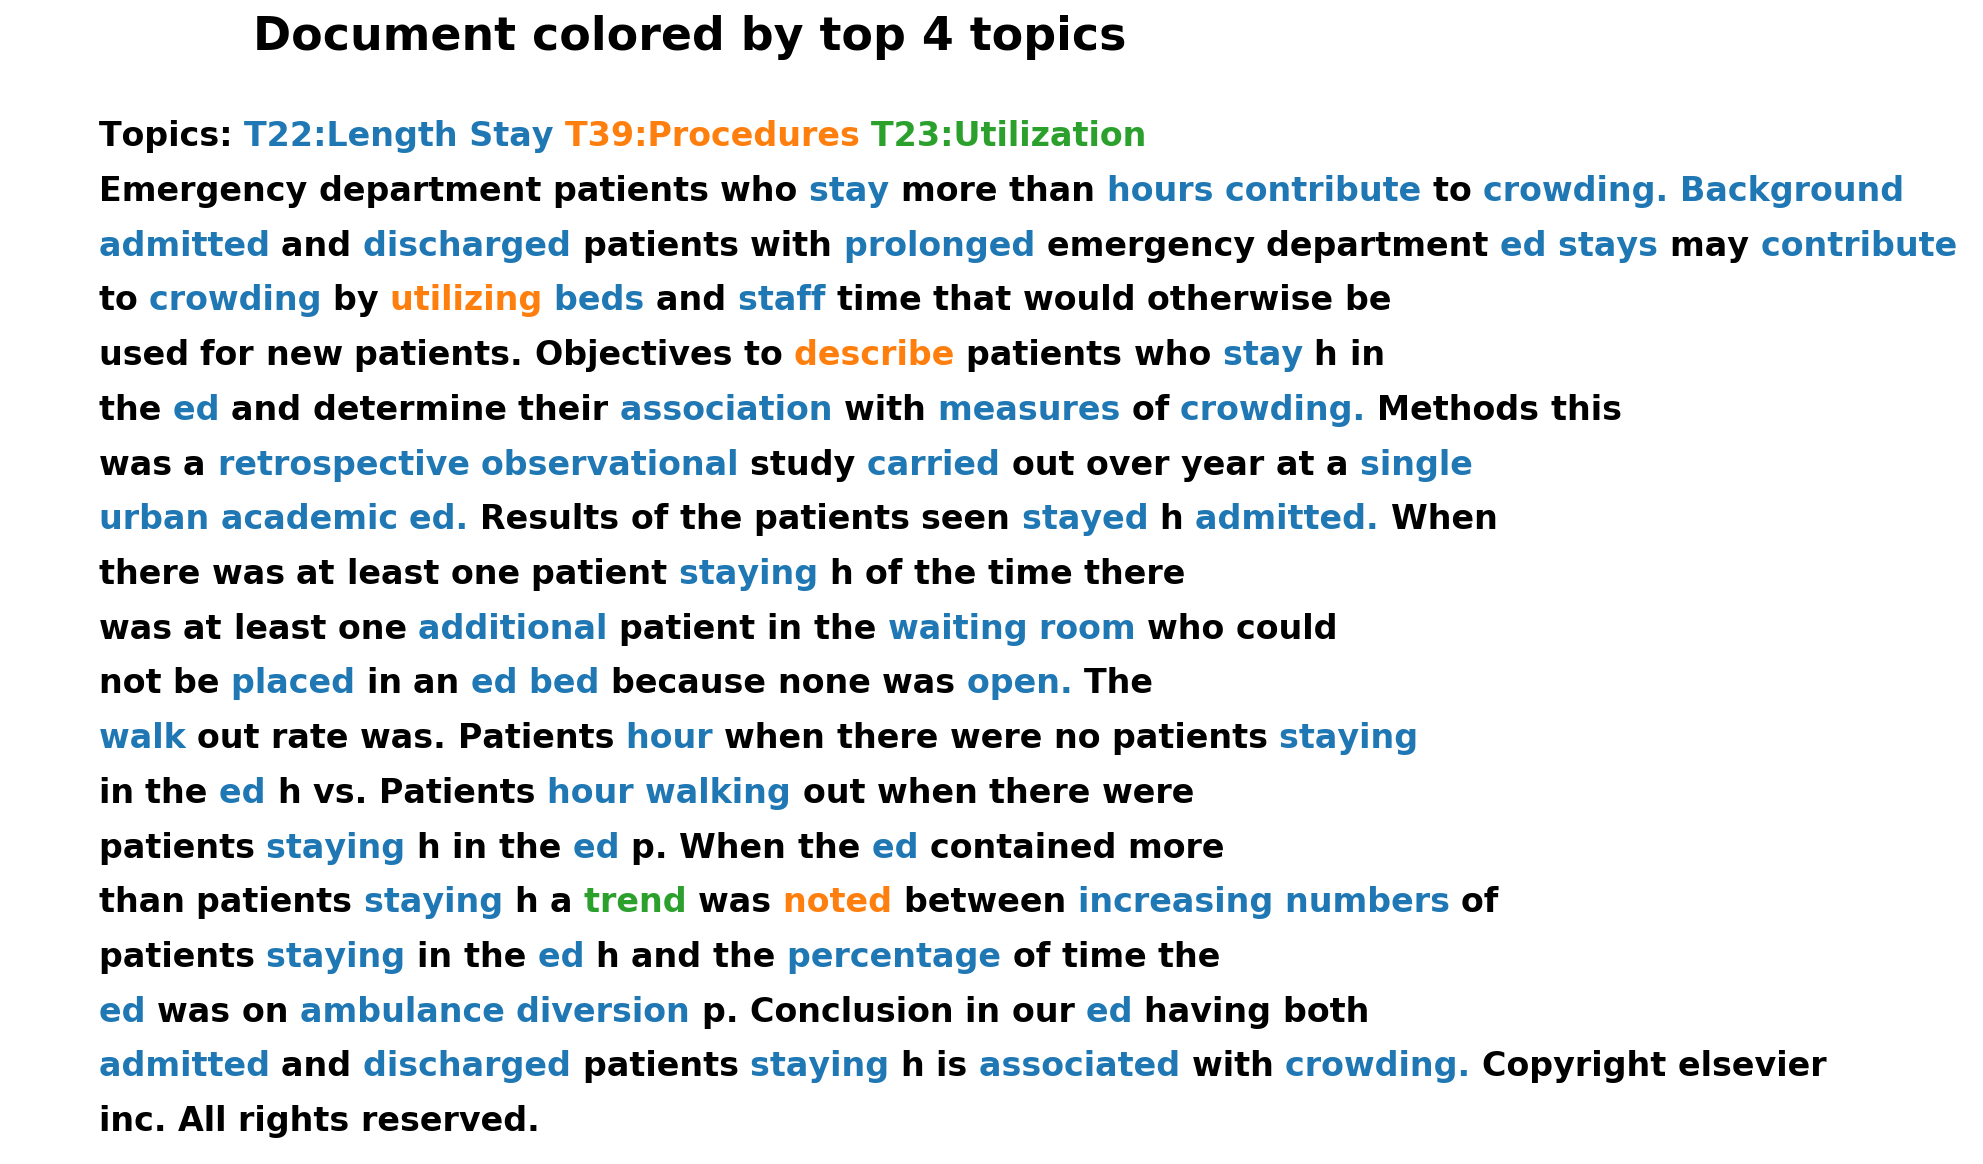 Document colored by top 4 topics
Topics: T22:Length Stay T39:Procedures T23:Utilization
Emergency department patients who stay more than hours contribute to crowding. Background
admitted and discharged patients with prolonged emergency department ed stays may contribute
to crowding by utilizing beds and staff time that would otherwise be
used for new patients. Objectives to describe patients who stay h in
the ed and determine their association with measures of crowding. Methods this
was a retrospective observational study carried out over year at a single
urban academic ed. Results of the patients seen stayed h admitted. When
there was at least one patient staying h of the time there
was at least one additional patient in the waiting room who could
not be placed in an ed bed because none was open. The
walk out rate was. Patients hour when there were no patients staying
in the ed h vs. Patients hour walking out when there were
patients staying h in the ed p. When the ed contained more
than patients staying h a trend was noted between increasing numbers of
patients staying in the ed h and the percentage of time the
ed was on ambulance diversion p. Conclusion in our ed having both
admitted and discharged patients staying h is associated with crowding. Copyright elsevier
inc. All rights reserved.